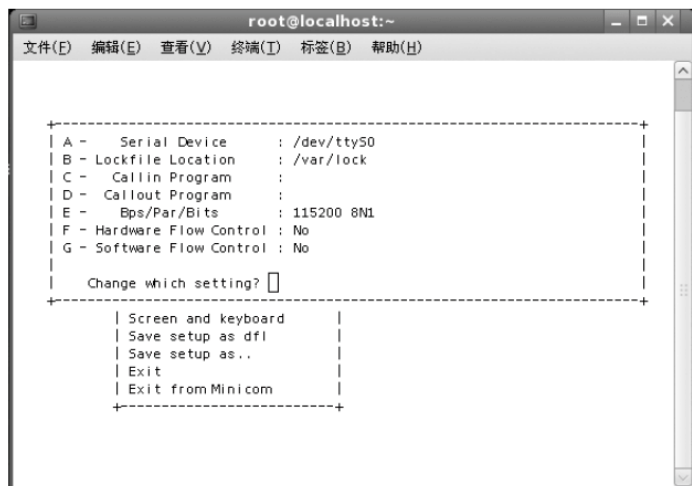 root@localhost:~
文件(F) 编辑(E) 查看(V) 终端(T) 标签(B) 帮助(H)
A - Serial Device : /dev/ttyS0
B - Lockfile Location : /var/lock
C - Callin Program :
D - Callout Program :
E - Bps/Par/Bits : 115200 8N1
F - Hardware Flow Control : No
G - Software Flow Control : No
Change which setting?
Screen and keyboard
Save setup as dfl
Save setup as..
Exit
Exit from Minicom